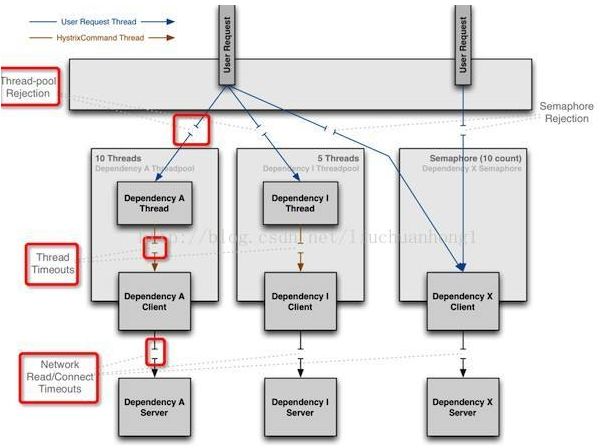 User Request Thread
HystrixCommand Thread
User Request
User Request
Thread-pool
Rejection
Semaphore
Rejection
10 Threads
Dependency A Threadpool
5 Threads
Dependency I Threadpool
Semaphore (10 count)
Dependency X Semaphore
Dependency A
Thread
Dependency I
Thread
http://blog.csdn.net/liuchuanhong1
Thread
Timeouts
Dependency A
Client
Dependency I
Client
Dependency X
Client
Network
Read/Connect
Timeouts
Dependency A
Server
Dependency I
Server
Dependency X
Server